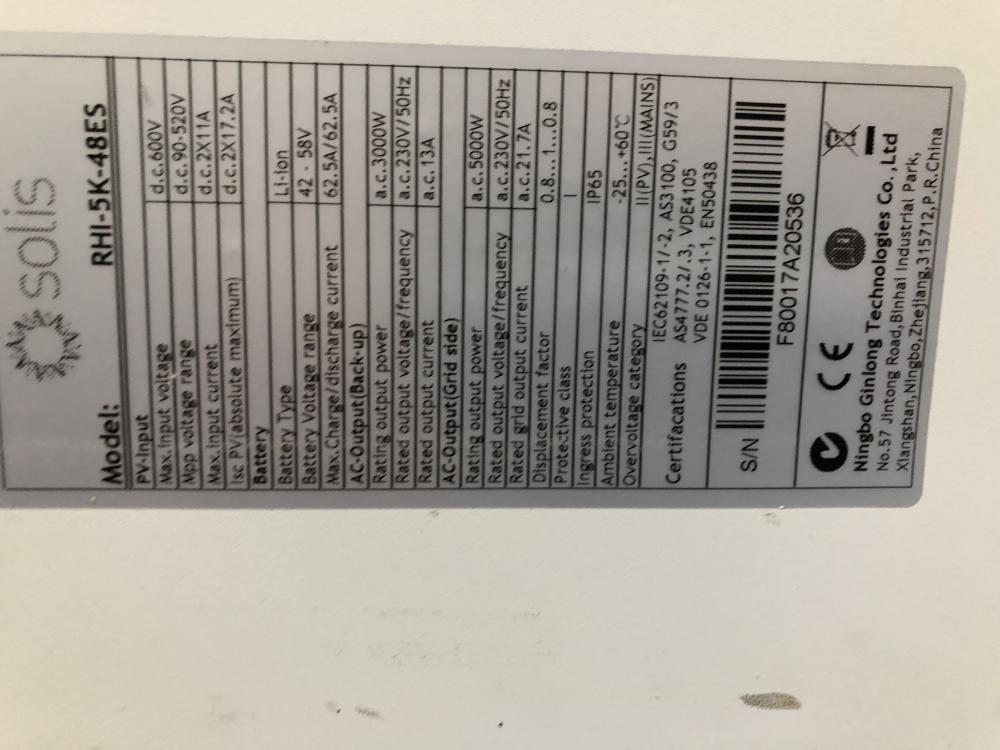 solis
Model: RHI-5K-48ES
PV-Input
Max.input voltage d.c.600V
Mpp voltage range d.c.90-520V
Max.input current d.c.2X11A
Isc PV(absolute maximum) d.c.2X17.2A
Battery
Battery Type Li-Ion
Battery Voltage range 42 - 58V
Max.Charge/discharge current 62.5A/62.5A
AC-Output(Back-up)
Rating output power a.c.3000W
Rated output voltage/frequency a.c.230V/50Hz
Rated output current a.c.13A
AC-Output(Grid side)
Rating output power a.c.5000W
Rated output voltage/frequency a.c.230V/50Hz
Rated grid output current a.c.21.7A
Displacement factor 0.8...1...0.8
Protective class I
Ingress protection IP65
Ambient temperature -25...+60℃
Overvoltage category II(PV),III(MAINS)
Certifacations IEC62109-1/-2, AS3100, G59/3
AS4777.2/.3, VDE4105
VDE 0126-1-1, EN50438
S/N
F80017A20536
CE
Ningbo Ginlong Technologies Co.,Ltd
No.57 Jintong Road,Binhai Industrial Park,
Xiangshan,Ningbo,Zhejiang,315712,P.R.China